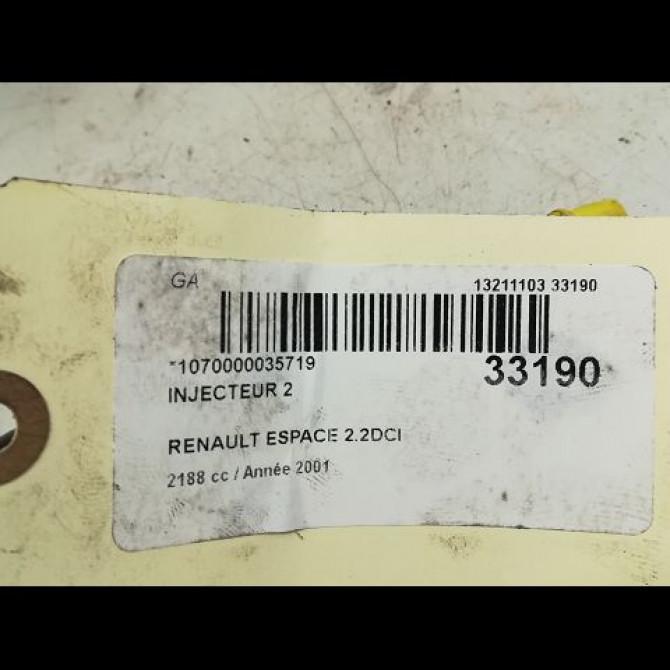 GA
13211103 33190
*1070000035719
33190
INJECTEUR 2
RENAULT ESPACE 2.2DCI
2188 cc / Année 2001